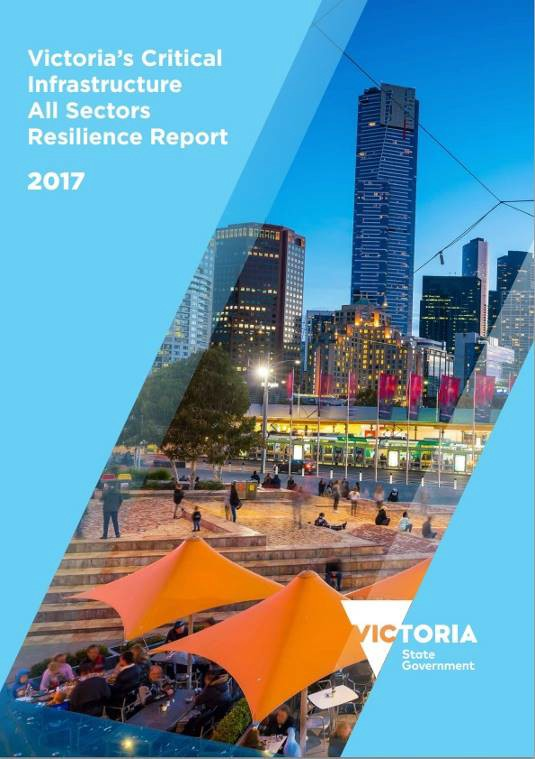 Victoria's Critical
Infrastructure
All Sectors
Resilience Report
2017
VICTORIA
State
Government